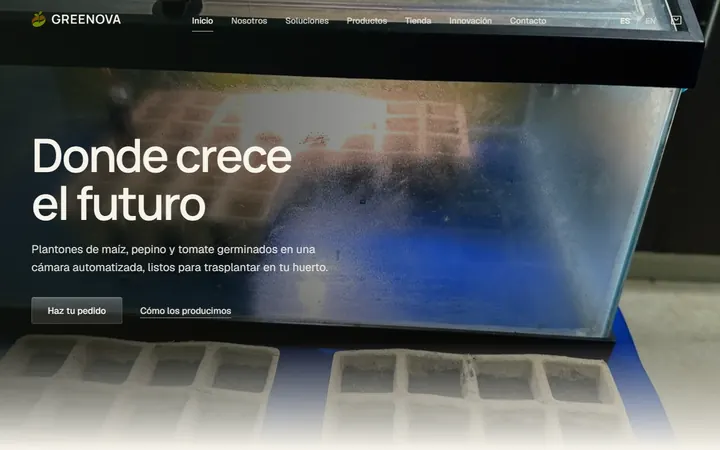 GREENOVA
Inicio Nosotros Soluciones Productos Tienda Innovación Contacto ES EN
Donde crece
el futuro
Plantones de maíz, pepino y tomate germinados en una
cámara automatizada, listos para trasplantar en tu huerto.
Haz tu pedido Cómo los producimos